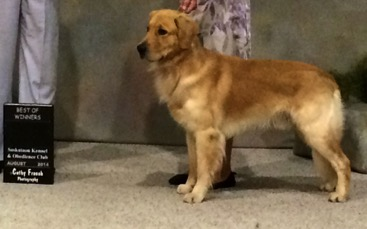 BEST OF
WINNERS
Saskatoon Kennel
& Obedience Club
AUGUST 2014
Cathy French
Photography